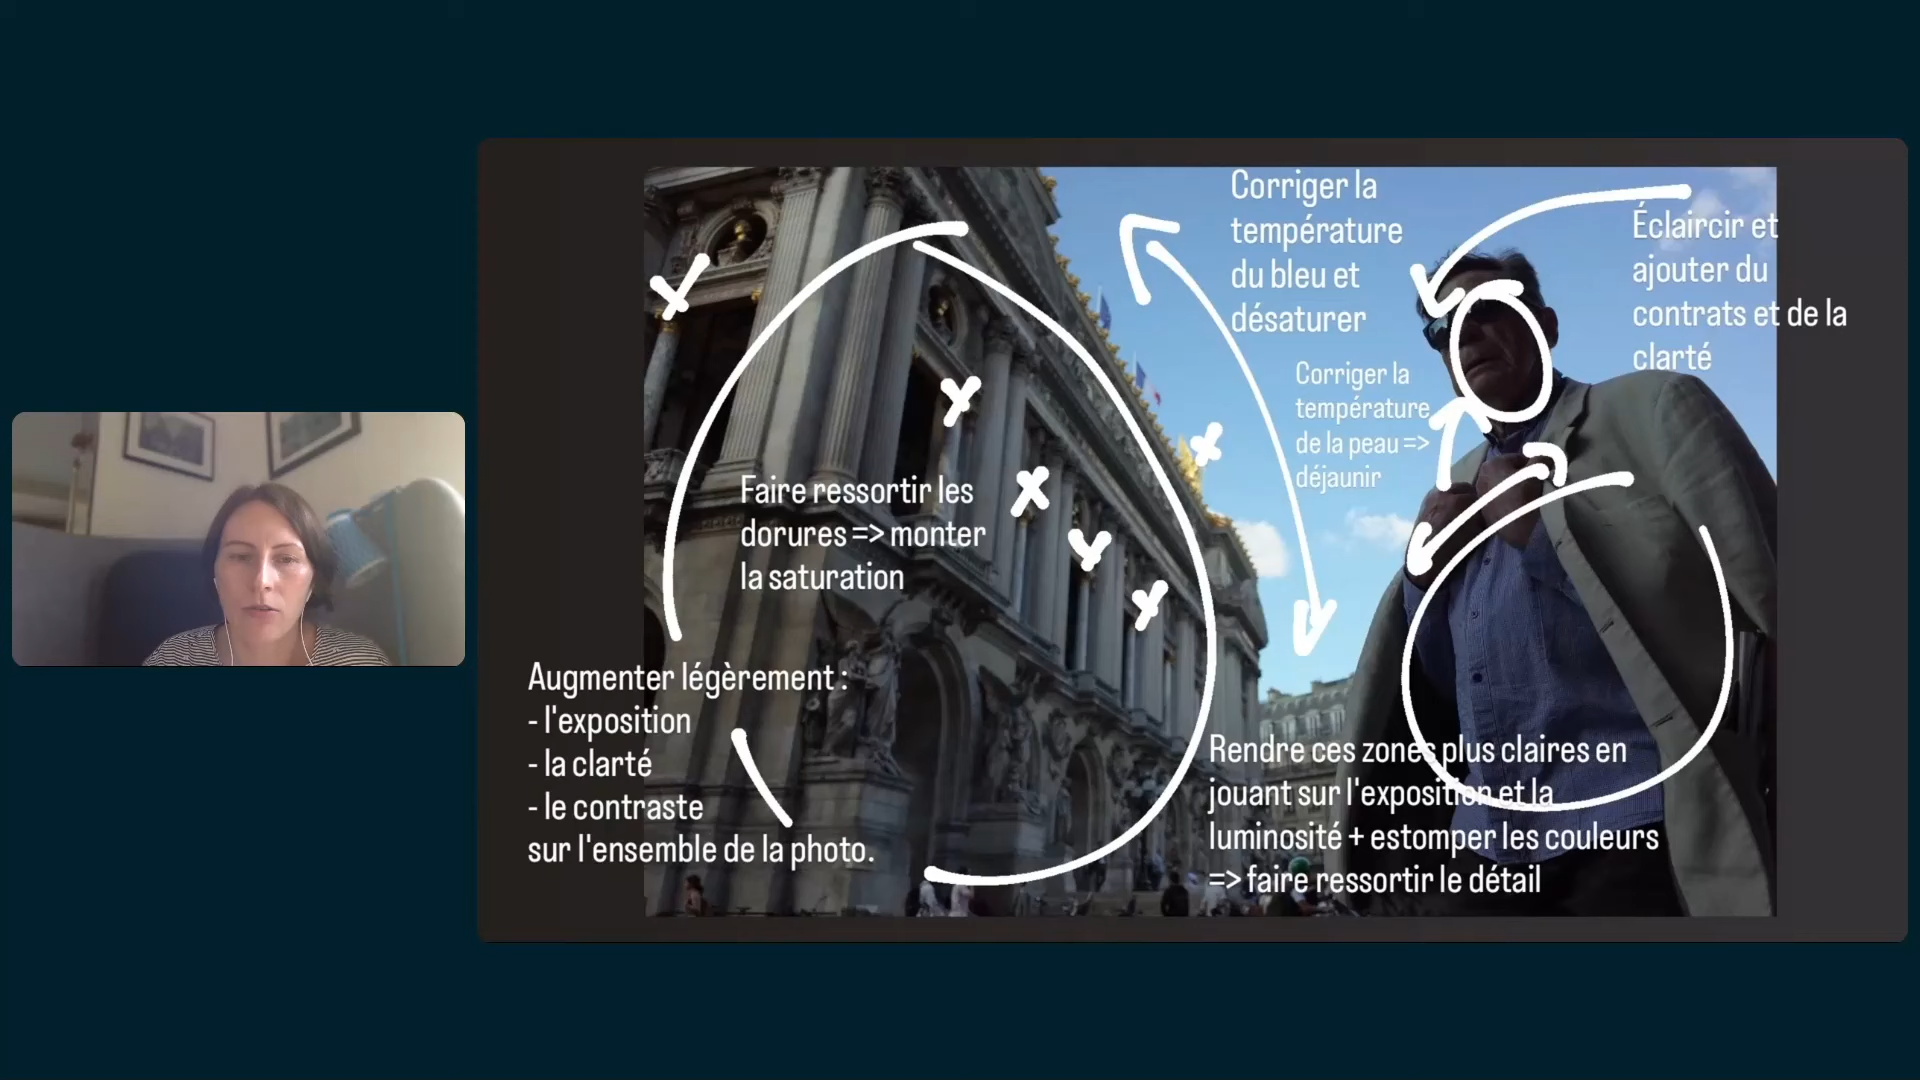 Corriger la
température
du bleu et
désaturer
Éclaircir et
ajouter du
contrats et de la
clarté
Corriger la
température
de la peau =>
déjaunir
Faire ressortir les
dorures => monter
la saturation
Augmenter légèrement :
- l'exposition
- la clarté
- le contraste
sur l'ensemble de la photo.
Rendre ces zones plus claires en
jouant sur l'exposition et la
luminosité + estomper les couleurs
=> faire ressortir le détail